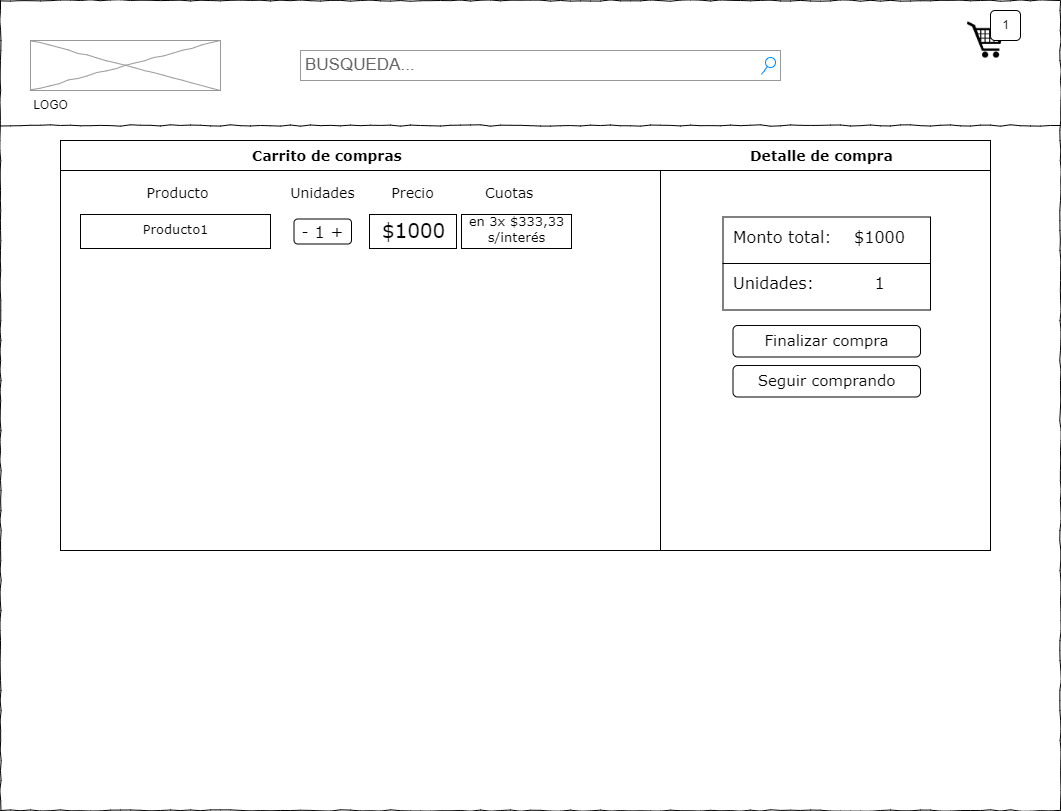 1
BUSQUEDA...
LOGO
Carrito de compras
Detalle de compra
Producto Unidades Precio Cuotas
Producto1 - 1 + $1000 en 3x $333,33
s/interés
Monto total: $1000
Unidades: 1
Finalizar compra
Seguir comprando